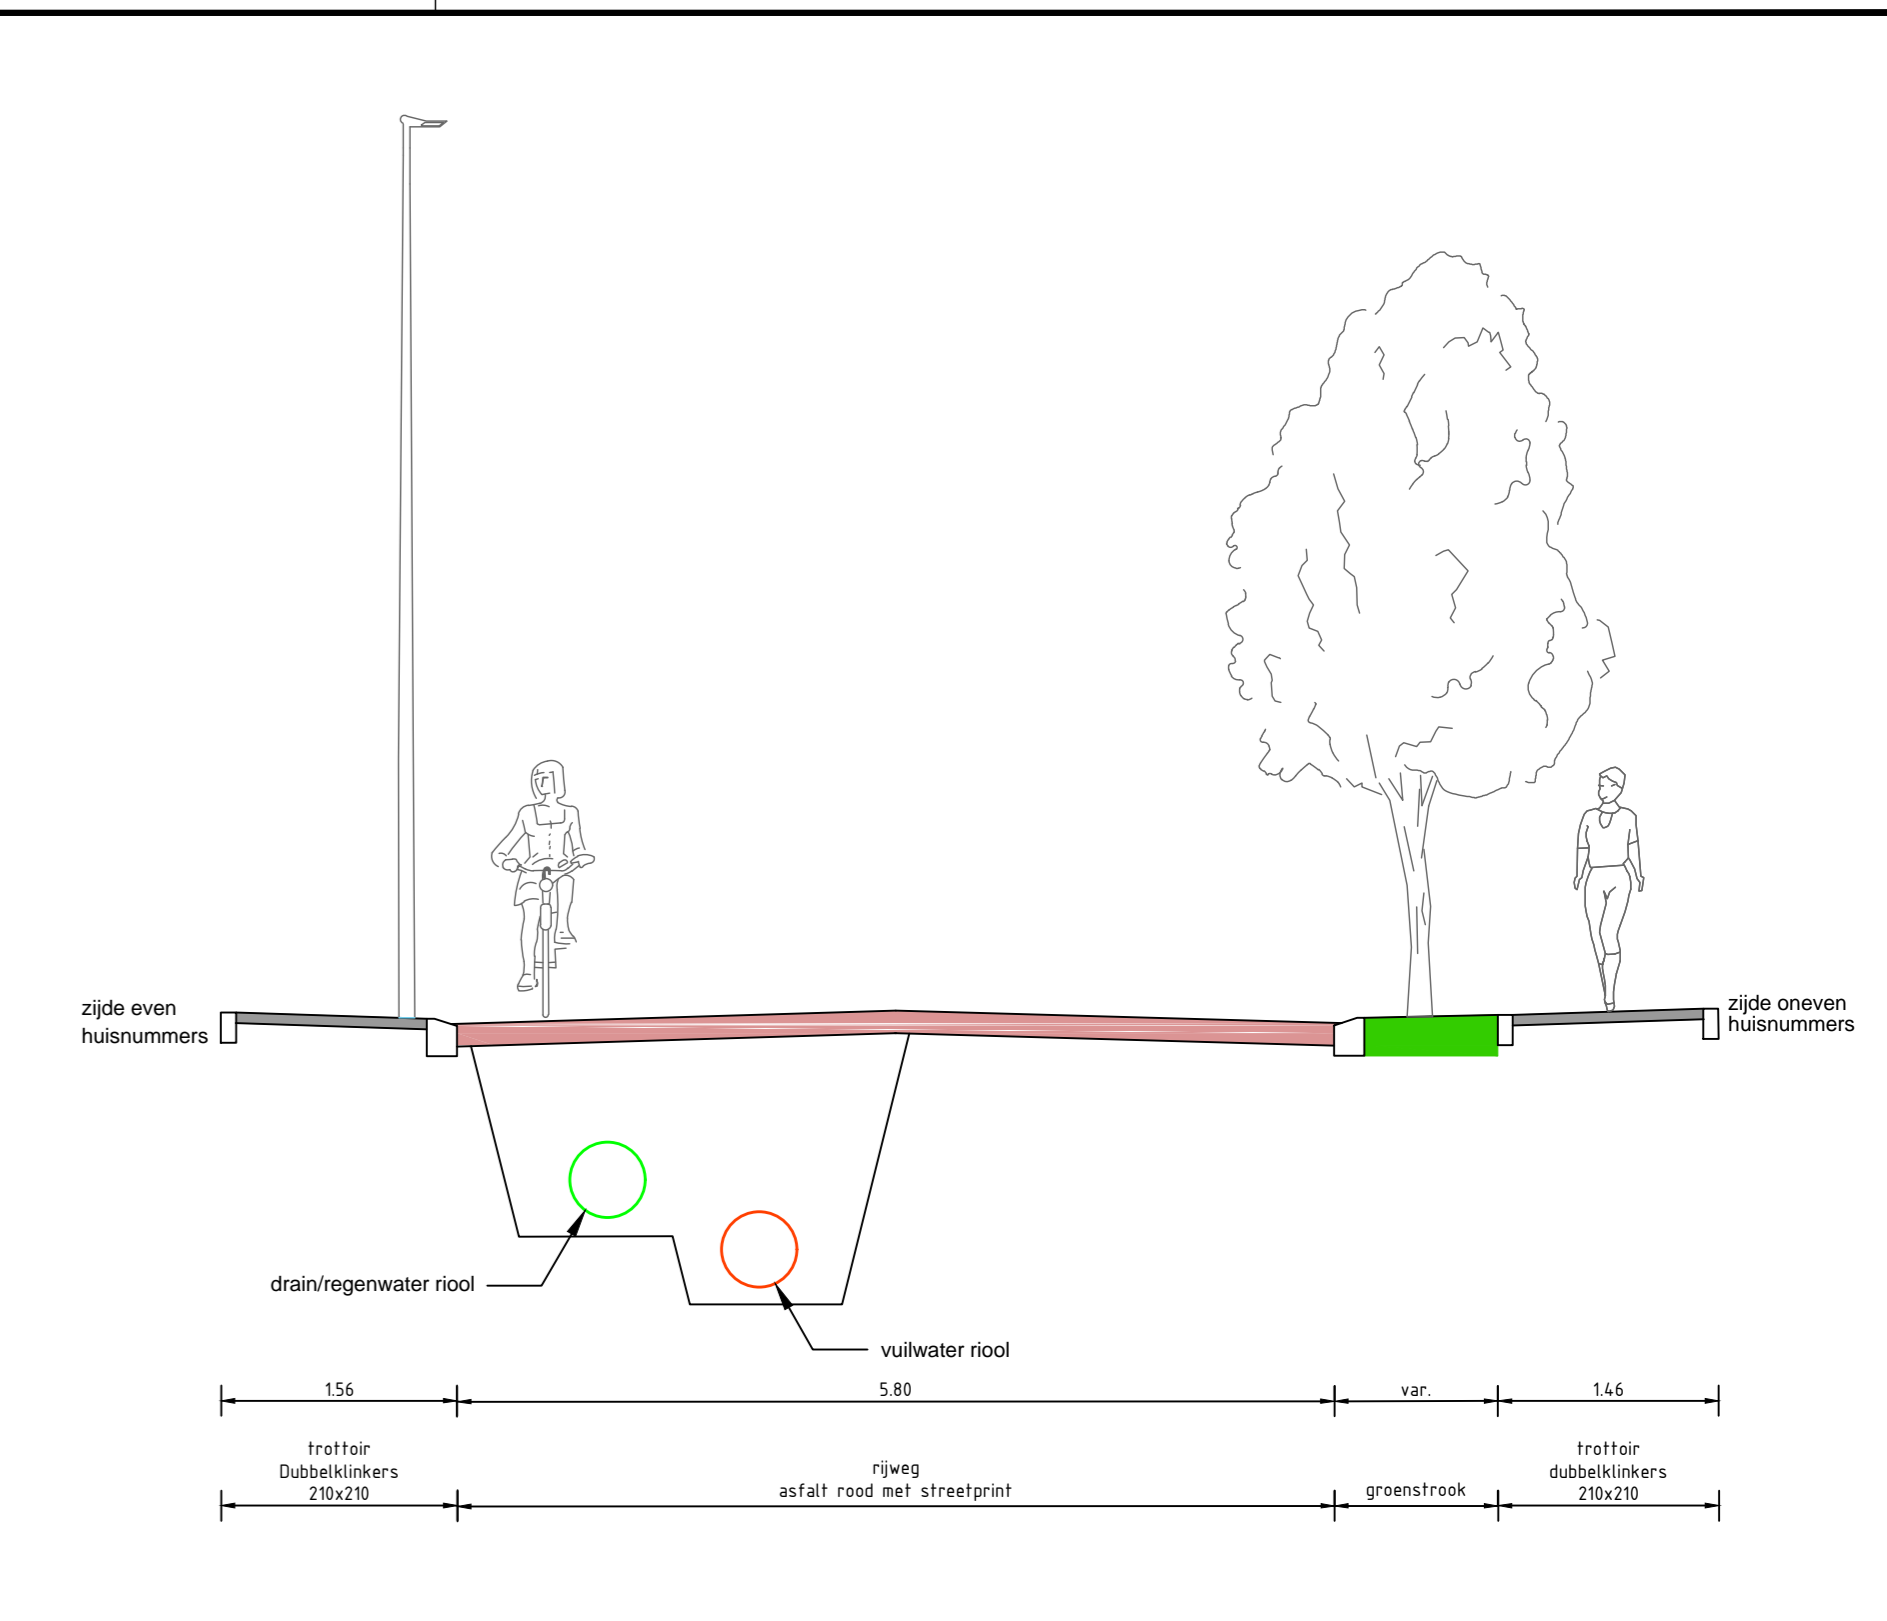 zijde even
huisnummers
zijde oneven
huisnummers
drain/regenwater riool
vuilwater riool
1.56
5.80
var.
1.46
trottoir
Dubbelklinkers
210x210
rijweg
asfalt rood met streetprint
groenstrook
trottoir
dubbelklinkers
210x210